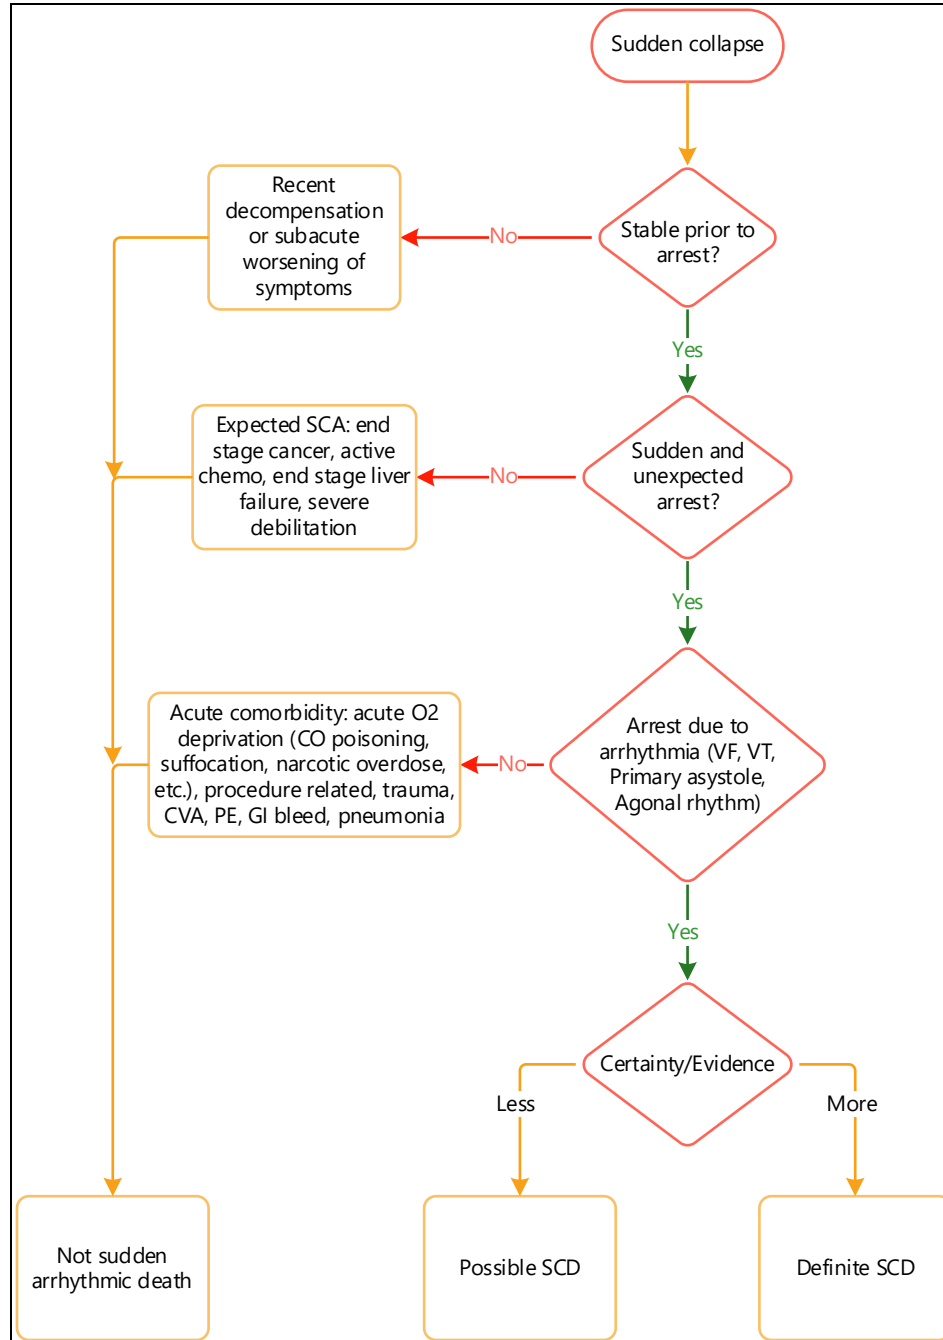 Sudden collapse
Recent
decompensation
or subacute
worsening of
symptoms
No
Stable prior to
arrest?
Yes
Expected SCA: end
stage cancer, active
chemo, end stage liver
failure, severe
debilitation
No
Sudden and
unexpected
arrest?
Yes
Acute comorbidity: acute O2
deprivation (CO poisoning,
suffocation, narcotic overdose,
etc.), procedure related, trauma,
CVA, PE, GI bleed, pneumonia
No
Arrest due to
arrhythmia (VF, VT,
Primary asystole,
Agonal rhythm)
Yes
Certainty/Evidence
Less
More
Not sudden
arrhythmic death
Possible SCD
Definite SCD